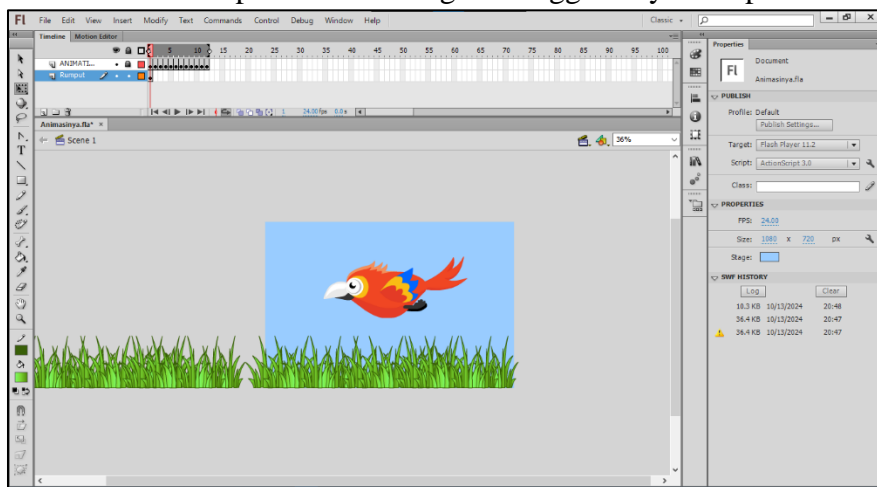 Fl File Edit View Insert Modify Text Commands Control Debug Window Help Classic
Timeline Motion Editor
5 10 15 20 25 30 35 40 45 50 55 60 65 70 75 80 85 90 95 100
ANIMATI...
Rumput
24.00 fps 0.0 s
Animasinya.fla* ×
Scene 1
36%
Properties
Fl
Document
Animasinya.fla
PUBLISH
Profile: Default
Publish Settings...
Target: Flash Player 11.2
Script: ActionScript 3.0
Class:
PROPERTIES
FPS: 24.00
Size: 1080 x 720 px
Stage:
SWF HISTORY
Log Clear
18.3 KB 10/13/2024 20:48
36.4 KB 10/13/2024 20:47
36.4 KB 10/13/2024 20:47